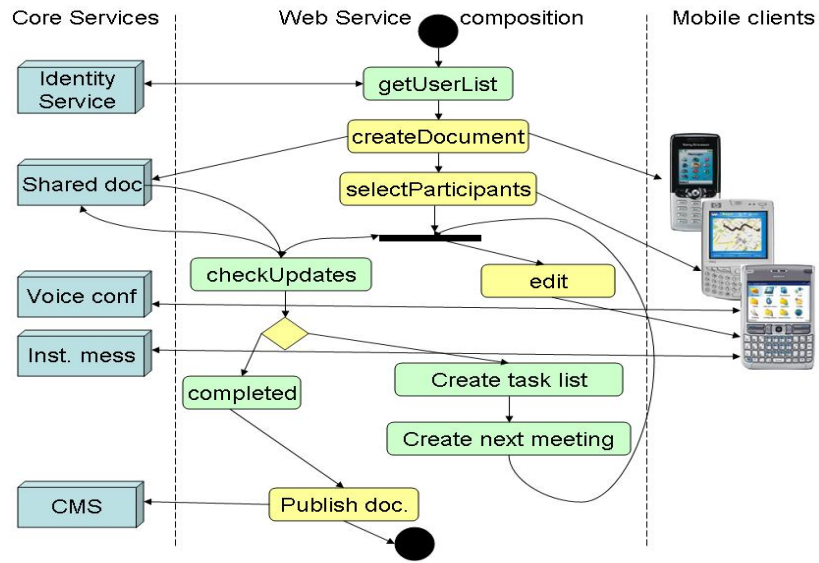 Core Services
Web Service composition
Mobile clients
Identity
Service
getUserList
createDocument
Shared doc
selectParticipants
checkUpdates
edit
Voice conf
Inst. mess
completed
Create task list
Create next meeting
CMS
Publish doc.